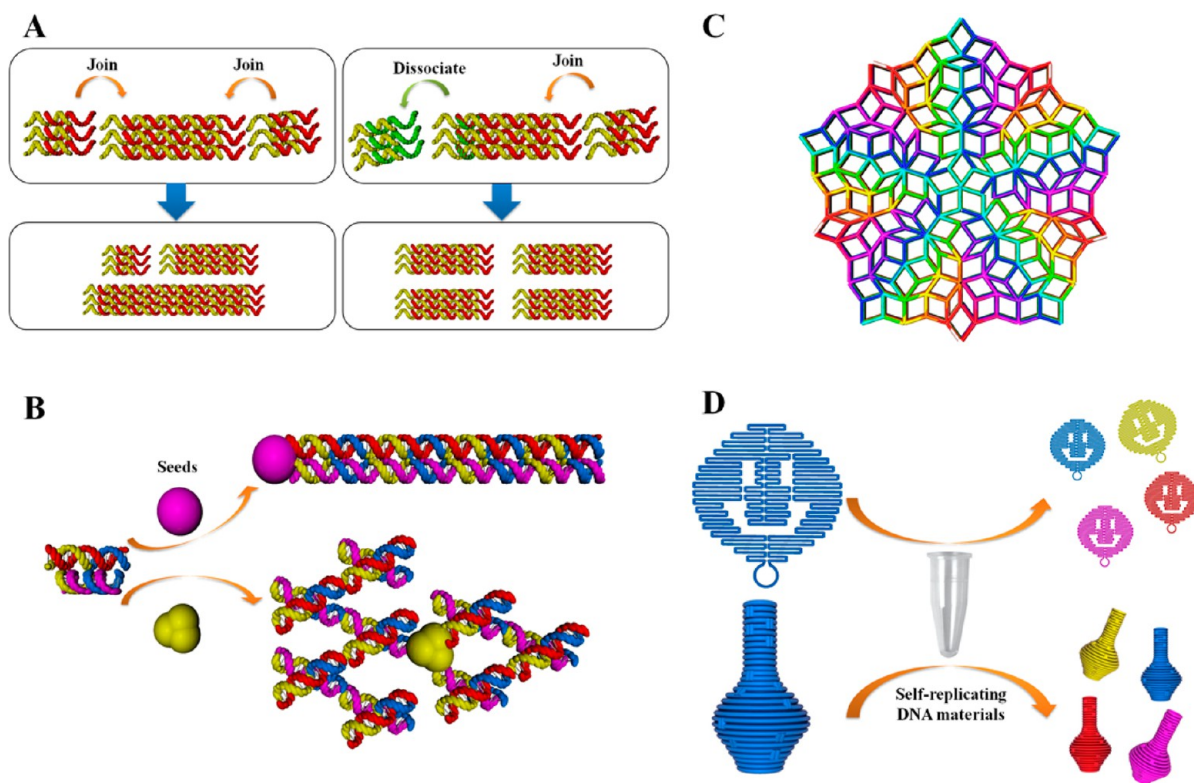 A
Join
Join
Dissociate
Join
C
B
Seeds
D
Self-replicating
DNA materials